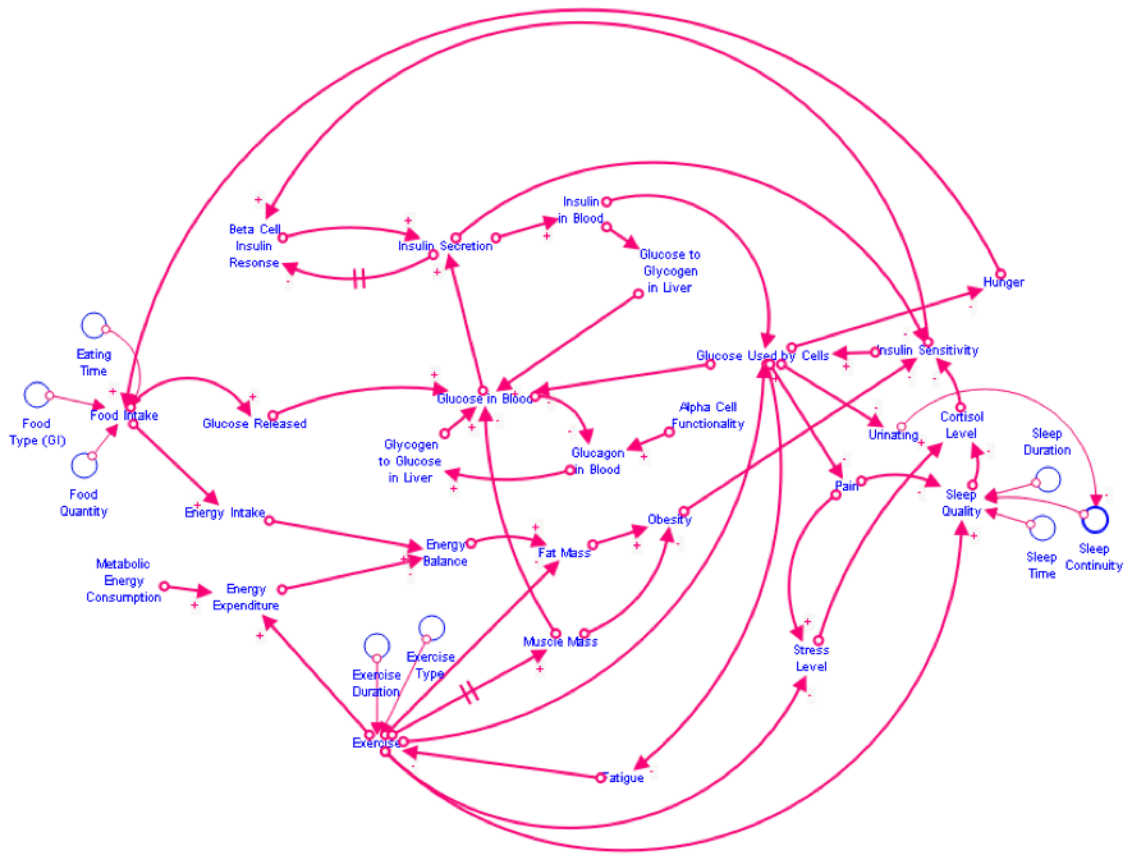 Beta Cell
Insulin
Resonse
Insulin Secretion
Insulin
in Blood
Glucose to
Glycogen
in Liver
Hunger
Eating
Time
Food
Type (GI)
Food Intake
Food
Quantity
Glucose Released
Glucose in Blood
Glucose Used by Cells
Insulin Sensitivity
Glycogen
to Glucose
in Liver
Glucagon
in Blood
Alpha Cell
Functionality
Urinating
Cortisol
Level
Sleep
Duration
Pain
Sleep
Quality
Sleep
Time
Sleep
Continuity
Energy Intake
Energy
Balance
Fat Mass
Obesity
Metabolic
Energy
Consumption
Energy
Expenditure
Muscle Mass
Stress
Level
Exercise
Duration
Exercise
Type
Exercise
Fatigue